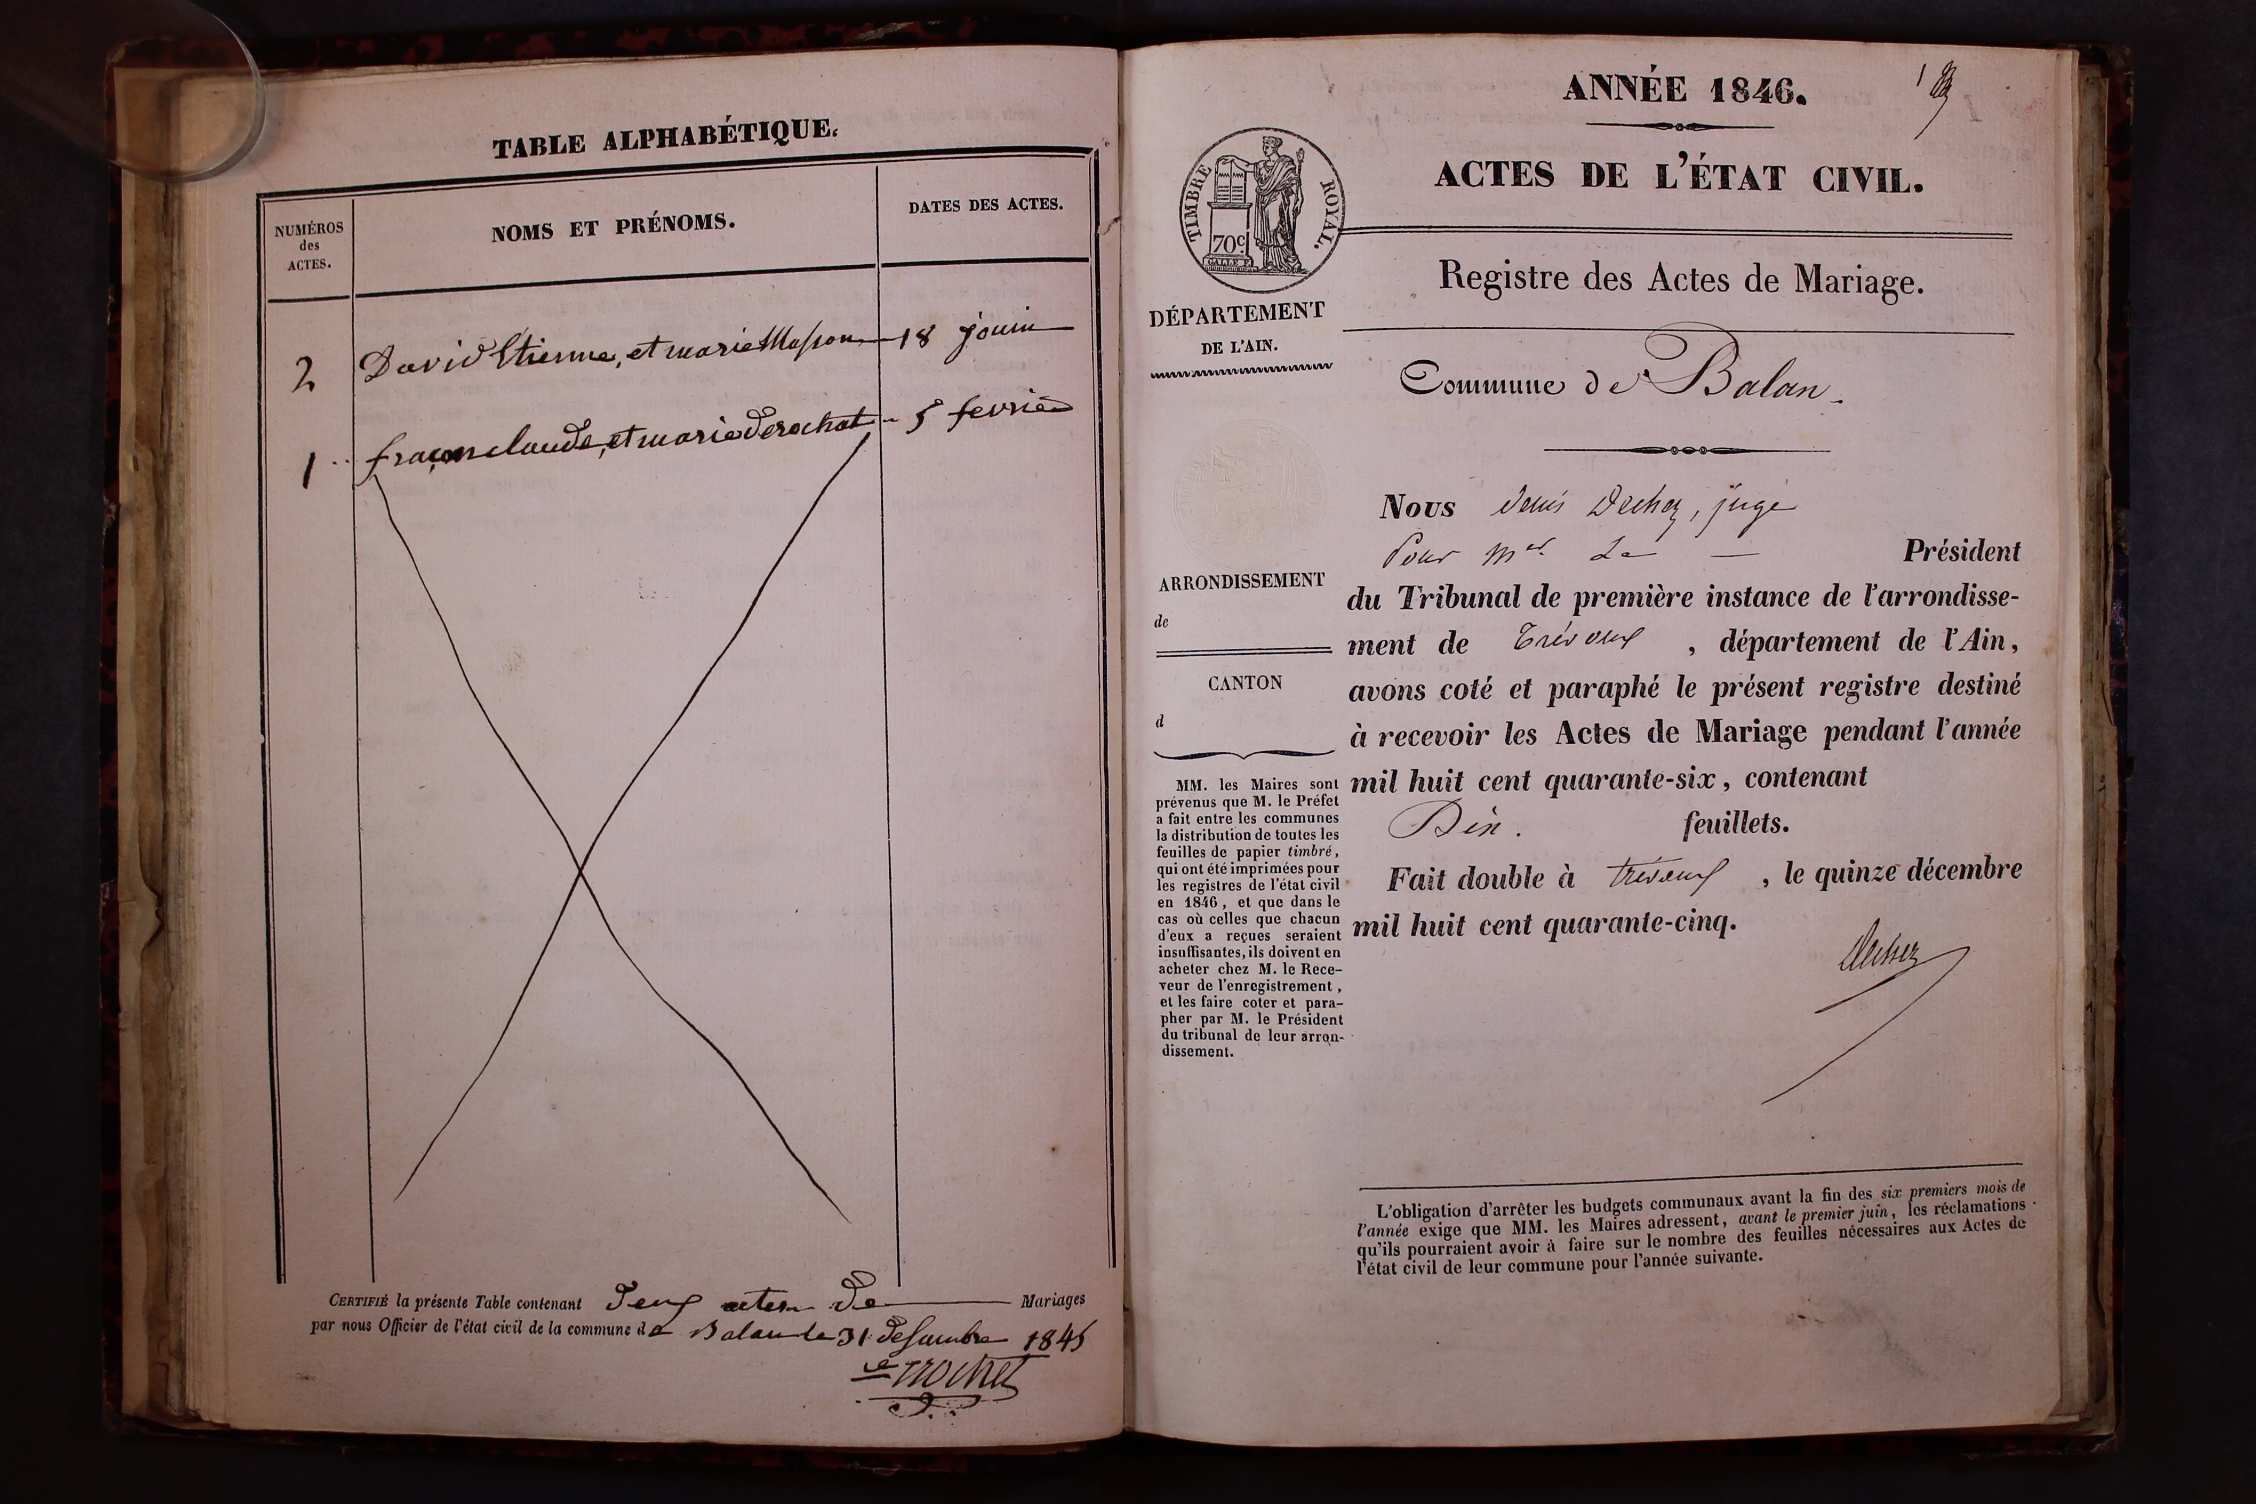 TABLE ALPHABÉTIQUE.
NUMÉROS
des
ACTES.
NOMS ET PRÉNOMS.
DATES DES ACTES.
2 David Etienne, et marie Masson 18 jouin
1 fraçon claude, et marie derochat 5 fevrier
CERTIFIÉ la présente Table contenant deux actes de Mariages
par nous Officier de l'état civil de la commune de Balan le 31 desambre 1845
ANNÉE 1846.
1
ACTES DE L'ÉTAT CIVIL.
TIMBRE ROYAL.
70c
DÉPARTEMENT
DE L'AIN.
Registre des Actes de Mariage.
Commune de Balan.
ARRONDISSEMENT
de
CANTON
d
MM. les Maires sont
prévenus que M. le Préfet
a fait entre les communes
la distribution de toutes les
feuilles de papier timbré,
qui ont été imprimées pour
les registres de l'état civil
en 1846, et que dans le
cas où celles que chacun
d'eux a reçues seraient
insuffisantes, ils doivent en
acheter chez M. le Rece-
veur de l'enregistrement,
et les faire coter et para-
pher par M. le Président
du tribunal de leur arron-
dissement.
Nous Denis juge
Pour Mr Le Président
du Tribunal de première instance de l'arrondisse-
ment de Trévoux, département de l'Ain,
avons coté et paraphé le présent registre destiné
à recevoir les Actes de Mariage pendant l'année
mil huit cent quarante-six, contenant
Dix. feuillets.
Fait double à trévoux, le quinze décembre
mil huit cent quarante-cinq.
L'obligation d'arrêter les budgets communaux avant la fin des six premiers mois de
l'année exige que MM. les Maires adressent, avant le premier juin, les réclamations
qu'ils pourraient avoir à faire sur le nombre des feuilles nécessaires aux Actes de
l'état civil de leur commune pour l'année suivante.